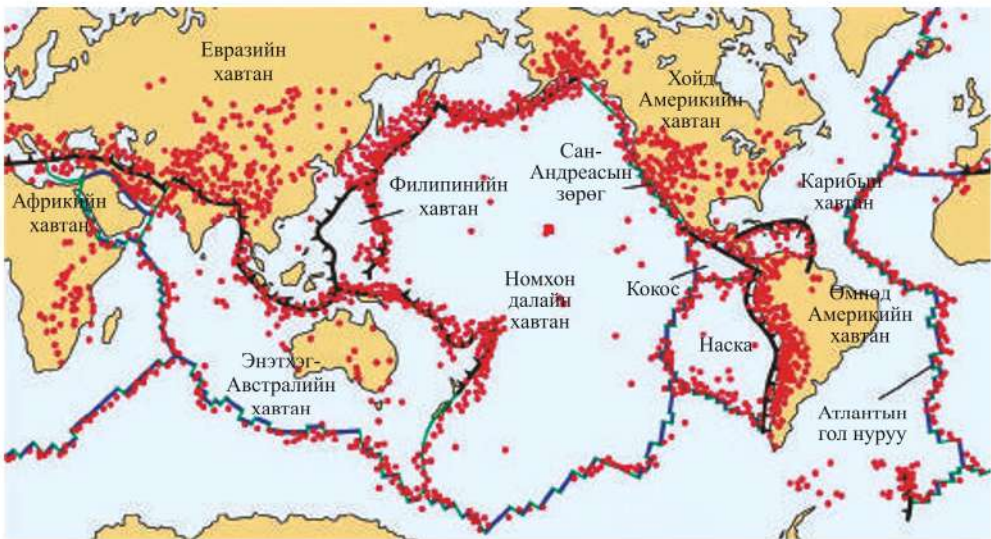 Евразийн
хавтан
Хойд
Америкийн
хавтан
Сан-
Андреасын
зөрөг
Карибын
хавтан
Африкийн
хавтан
Филипинийн
хавтан
Номхон
далайн
хавтан
Кокос
Өмнөд
Америкийн
хавтан
Наска
Энэтхэг-
Австралийн
хавтан
Атлантын
гол нуруу